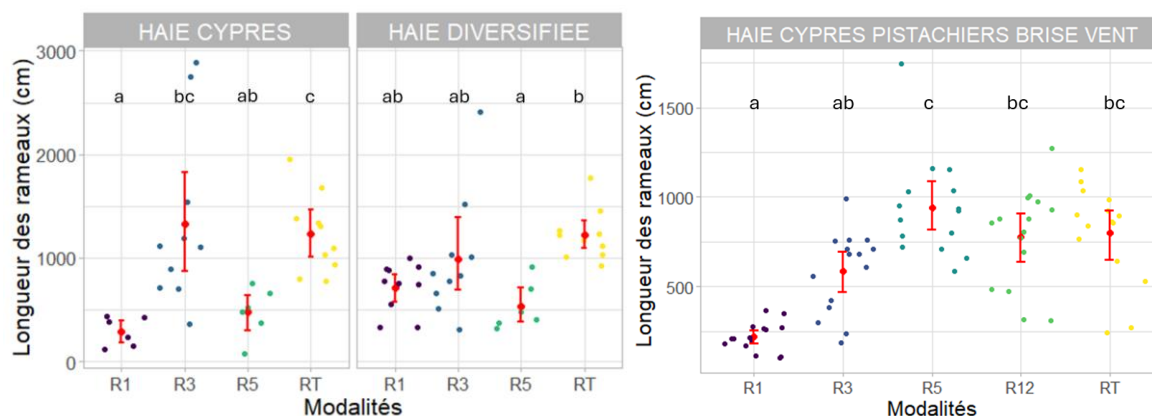 HAIE CYPRES
HAIE DIVERSIFIEE
Longueur des rameaux (cm)
3000
2000
1000
0
a bc ab c
ab ab a b
R1 R3 R5 RT
R1 R3 R5 RT
Modalités
HAIE CYPRES PISTACHIERS BRISE VENT
Longueur des rameaux (cm)
1500
1000
500
a ab c bc bc
R1 R3 R5 R12 RT
Modalités